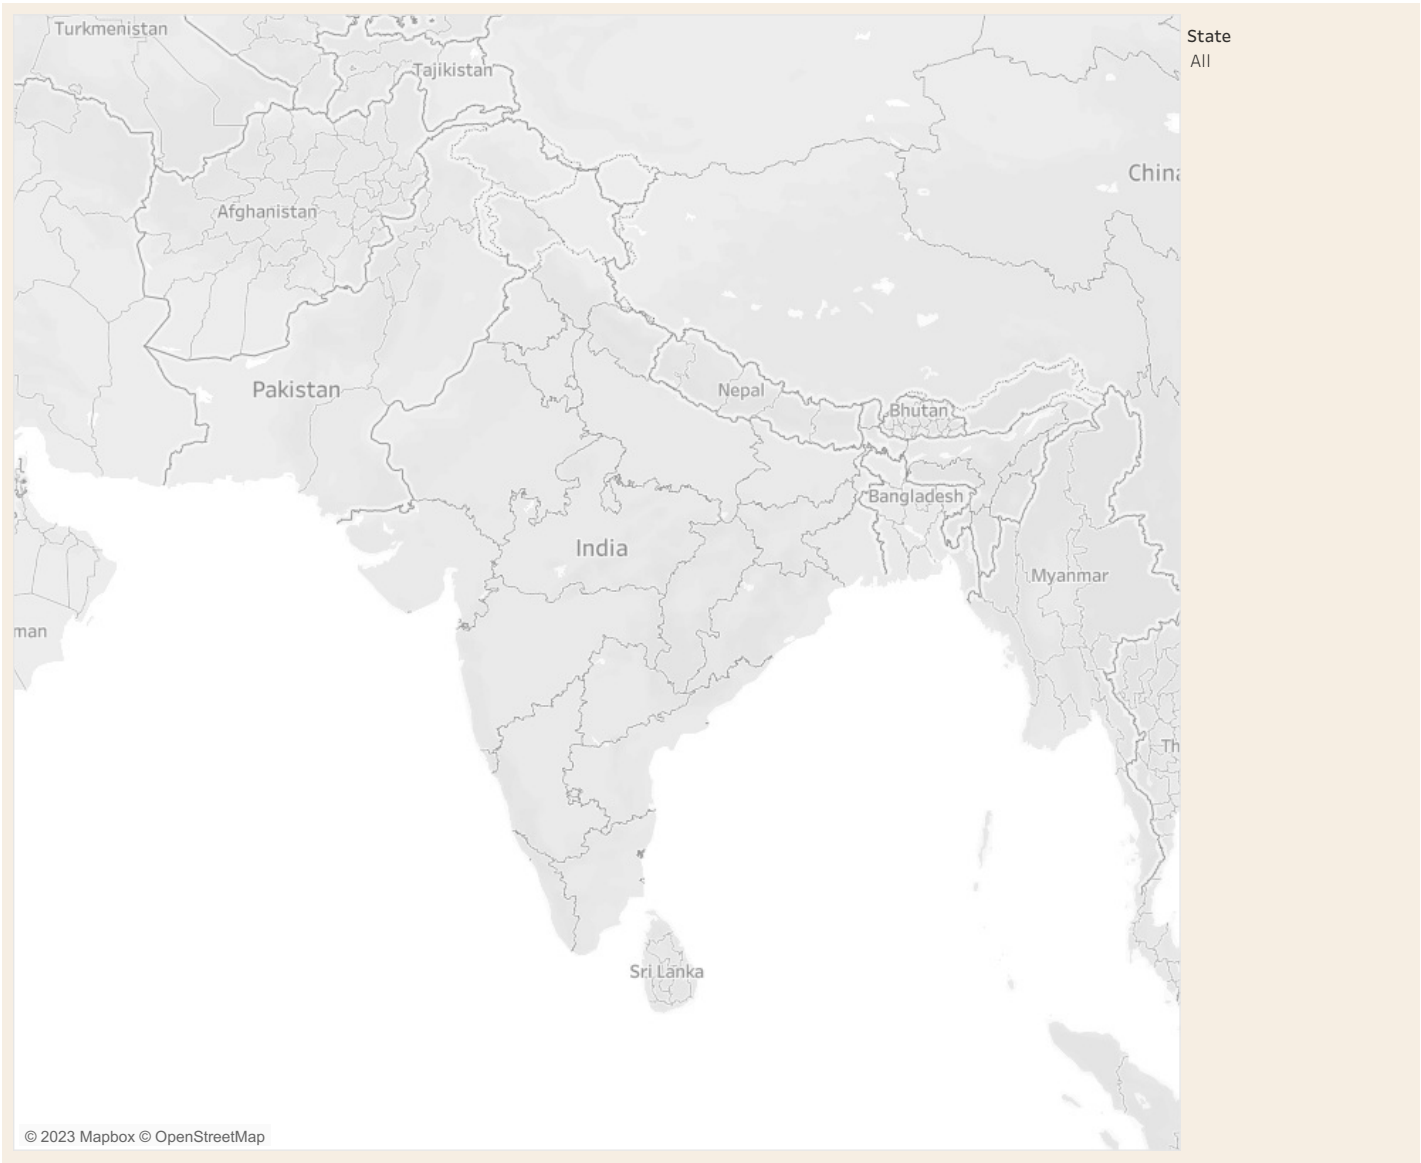 Turkmenistan
State
All
Tajikistan
China
Afghanistan
Pakistan
Nepal
Bhutan
Bangladesh
India
Myanmar
man
Th
Sri Lanka
© 2023 Mapbox © OpenStreetMap